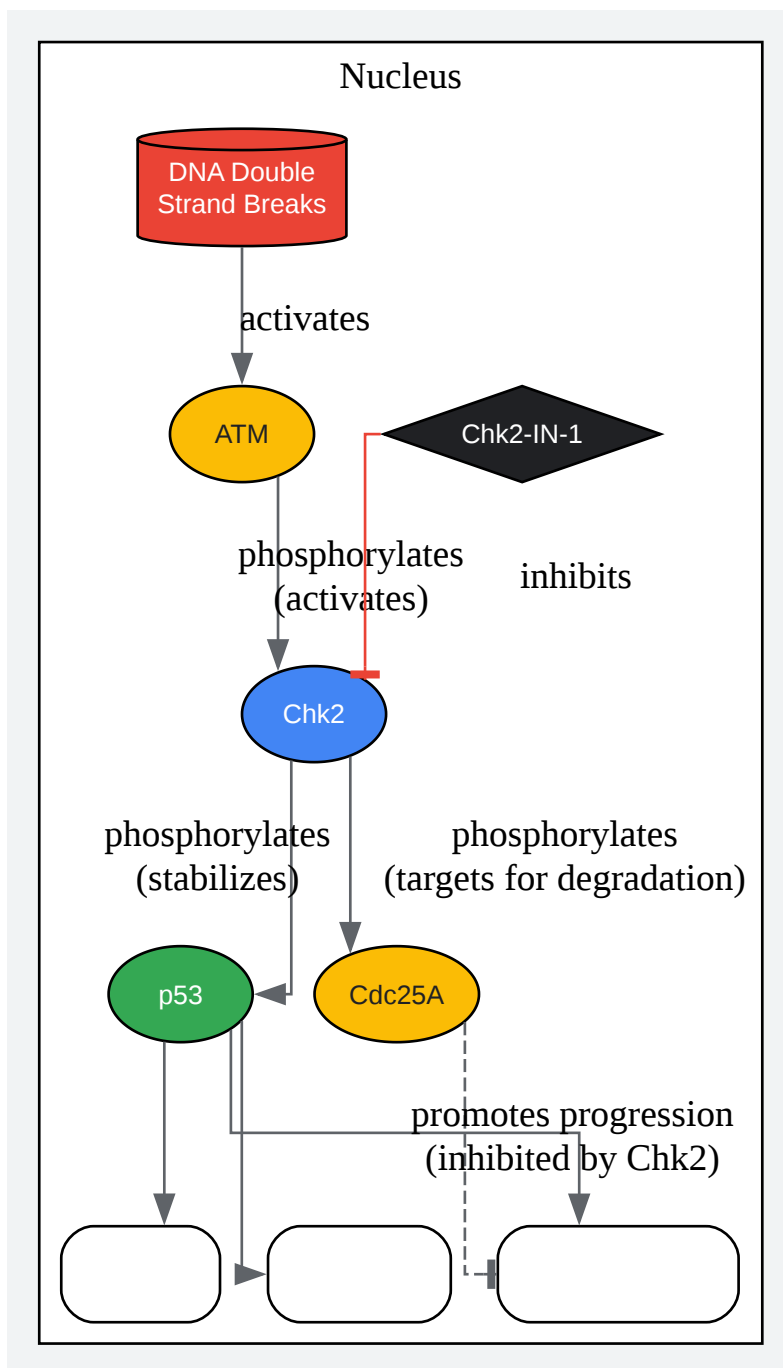 Nucleus
DNA Double
Strand Breaks
activates
ATM
Chk2-IN-1
phosphorylates
(activates)
inhibits
Chk2
phosphorylates
(stabilizes)
phosphorylates
(targets for degradation)
p53
Cdc25A
promotes progression
(inhibited by Chk2)